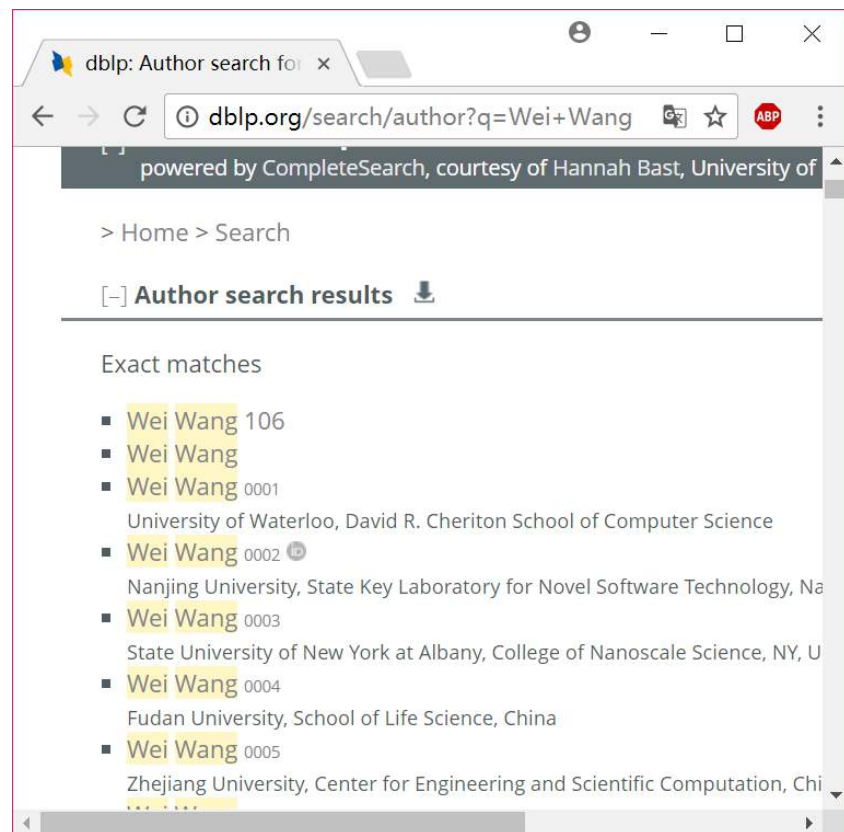 dblp: Author search for
dblp.org/search/author?q=Wei+Wang
ABP
powered by CompleteSearch, courtesy of Hannah Bast, University of
> Home > Search
[–] Author search results
Exact matches
Wei Wang 106
Wei Wang
Wei Wang 0001
University of Waterloo, David R. Cheriton School of Computer Science
Wei Wang 0002 iD
Nanjing University, State Key Laboratory for Novel Software Technology, Na
Wei Wang 0003
State University of New York at Albany, College of Nanoscale Science, NY, U
Wei Wang 0004
Fudan University, School of Life Science, China
Wei Wang 0005
Zhejiang University, Center for Engineering and Scientific Computation, Chi